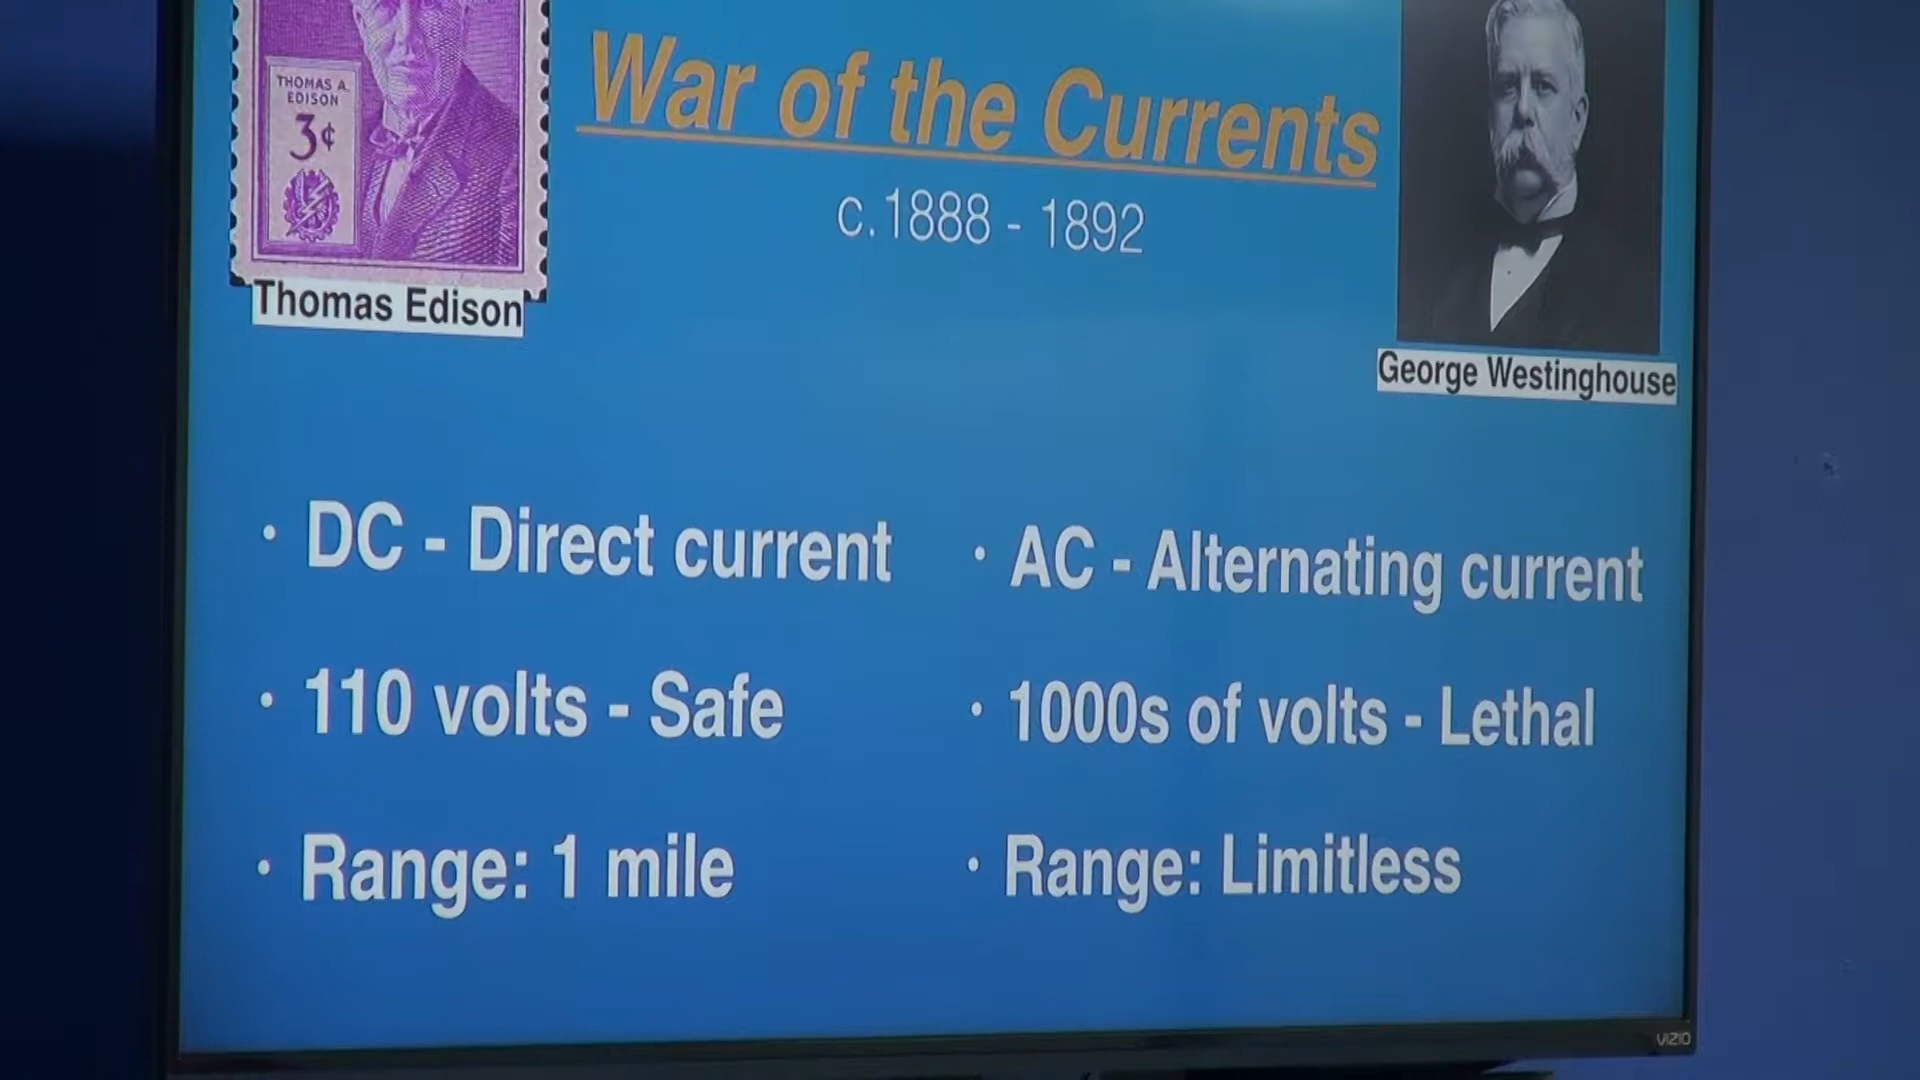 THOMAS A.
EDISON
3¢
War of the Currents
c.1888 - 1892
Thomas Edison
George Westinghouse
• DC - Direct current
• 110 volts - Safe
• Range: 1 mile
• AC - Alternating current
• 1000s of volts - Lethal
• Range: Limitless
VIZIO